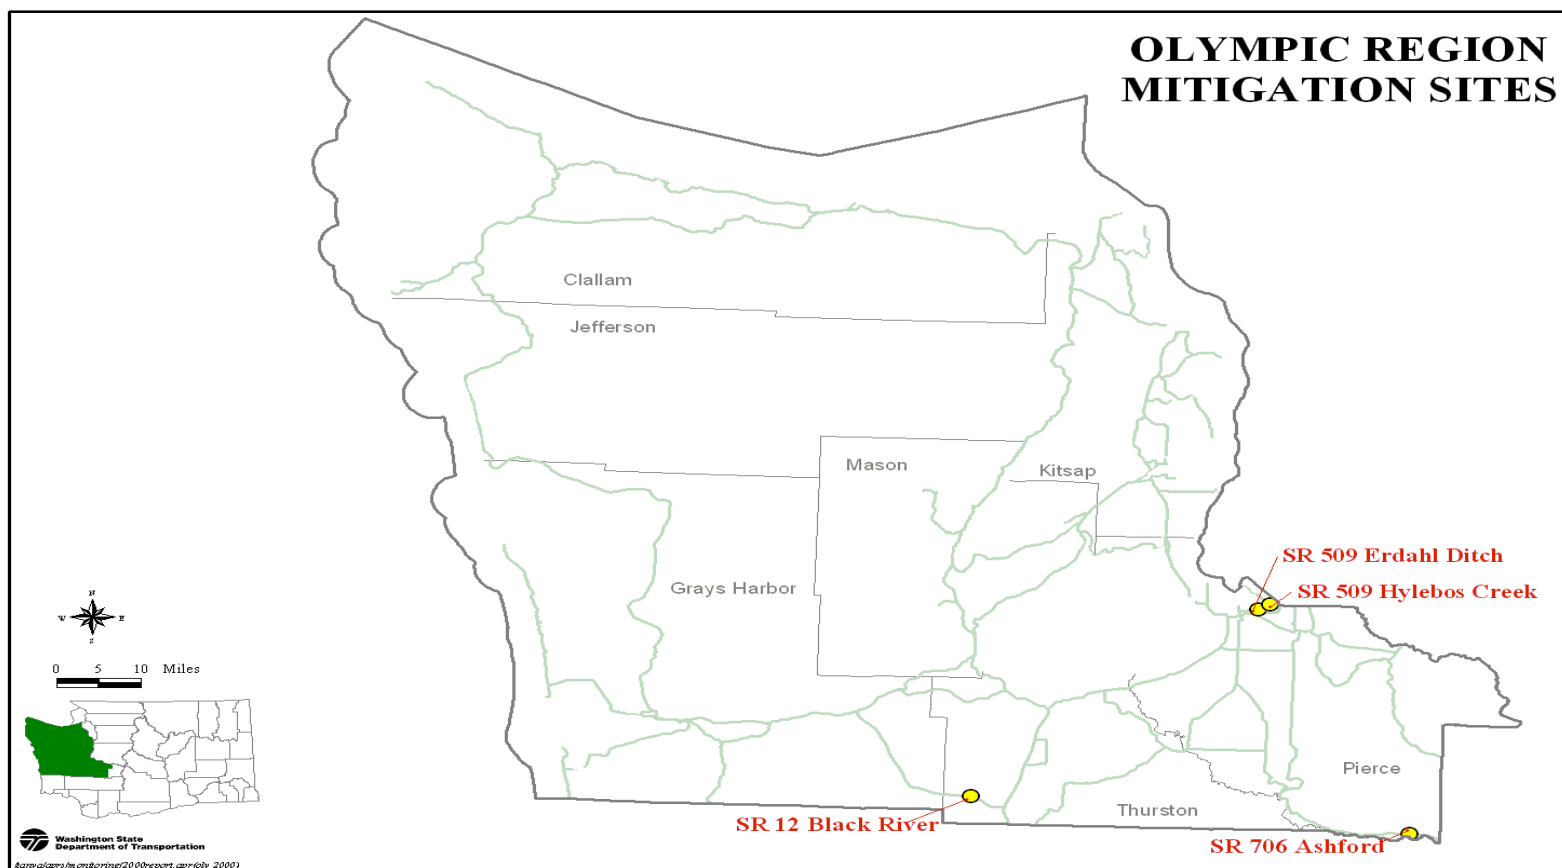 OLYMPIC REGION
MITIGATION SITES
Clallam
Jefferson
Mason
Kitsap
Grays Harbor
SR 509 Erdahl Ditch
SR 509 Hylebos Creek
Pierce
Thurston
SR 12 Black River
SR 706 Ashford
N
W E
S
0 5 10 Miles
Washington State
Department of Transportation